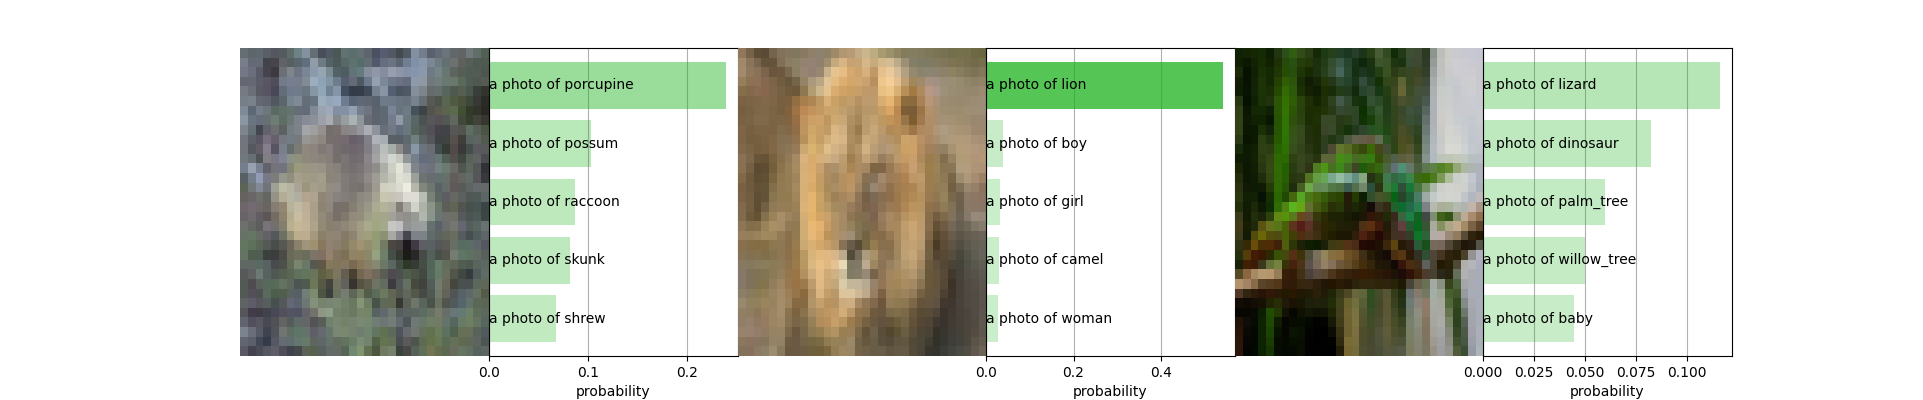 a photo of porcupine
a photo of possum
a photo of raccoon
a photo of skunk
a photo of shrew
0.0 0.1 0.2
probability
a photo of lion
a photo of boy
a photo of girl
a photo of camel
a photo of woman
0.0 0.2 0.4
probability
a photo of lizard
a photo of dinosaur
a photo of palm_tree
a photo of willow_tree
a photo of baby
0.000 0.025 0.050 0.075 0.100
probability